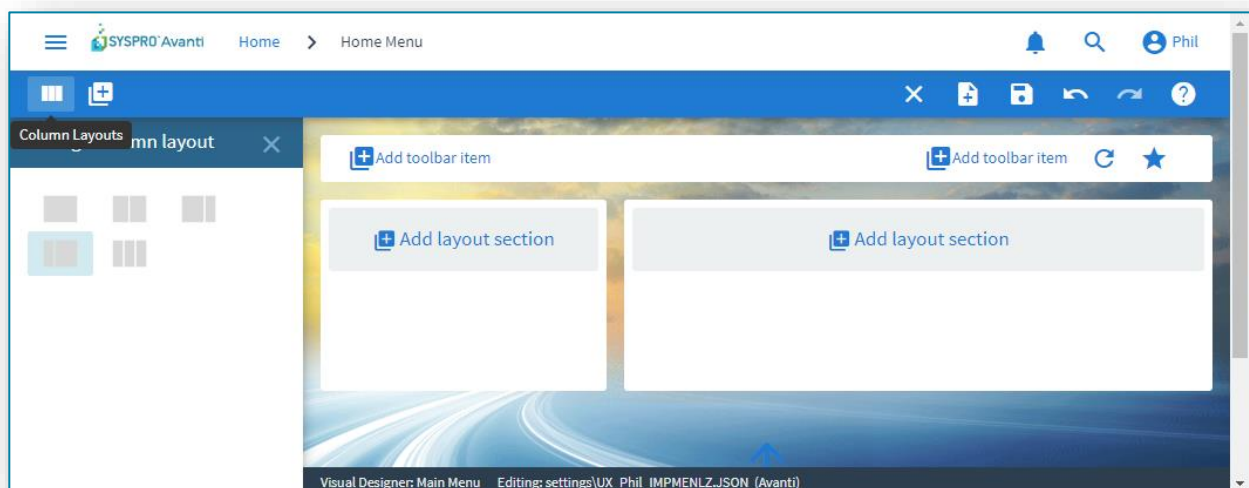 SYSPRO Avanti Home Home Menu Phil
Column Layouts mn layout
Add toolbar item Add toolbar item
Add layout section Add layout section
Visual Designer: Main Menu Editing: settings\UX_Phil_IMPMENLZ.JSON (Avanti)